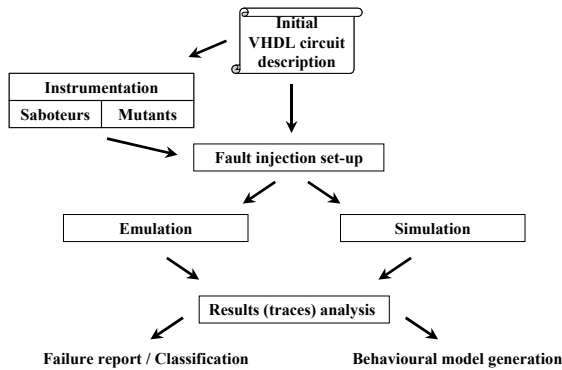 Initial
VHDL circuit
description
Instrumentation
Saboteurs
Mutants
Fault injection set-up
Emulation
Simulation
Results (traces) analysis
Failure report / Classification
Behavioural model generation